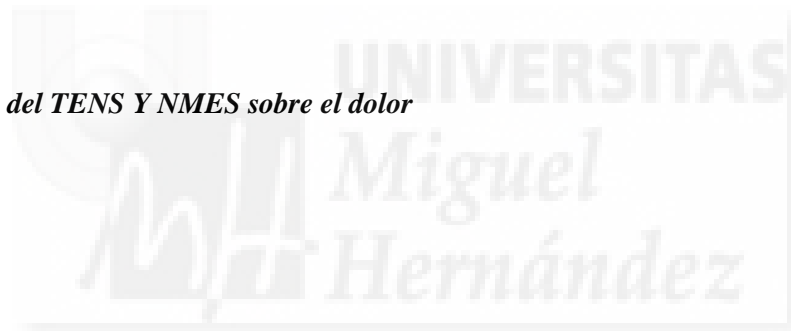 UNIVERSITAS
del TENS Y NMES sobre el dolor
Miguel
Hernández